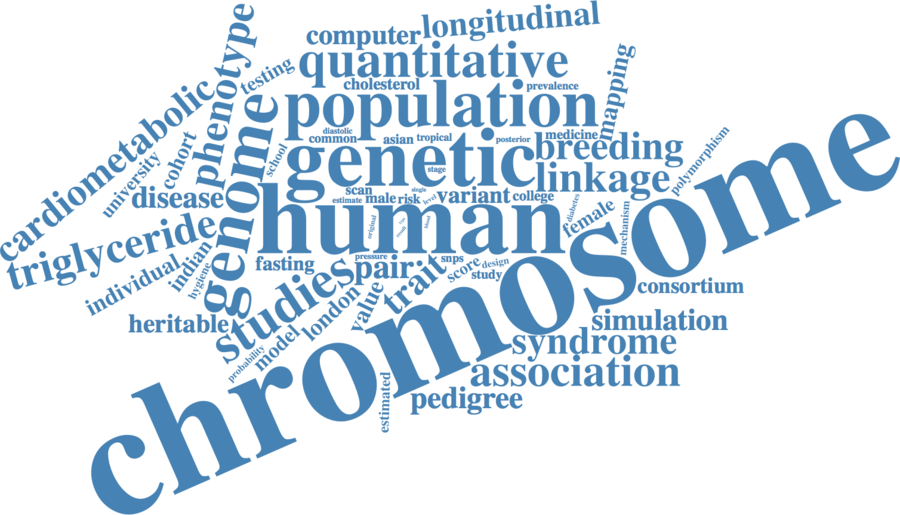 longitudinal
computer
phenotype
quantitative
mapping
testing
cholesterol
prevalence
cardiometabolic
population
genome
diastolic
common
asian
tropical
posterior
medicine
polymorphism
cohort
university
school
genetic
breeding
stage
linkage
disease
scan
single
estimate
male
risk
level
variant
college
diabetes
female
mechanism
chromosome
triglyceride
human
original
individual
indian
hygiene
fasting
pressure
pair
snps
score
design
study
trait
studies
consortium
heritable
london
value
model
probability
simulation
syndrome
association
estimated
pedigree